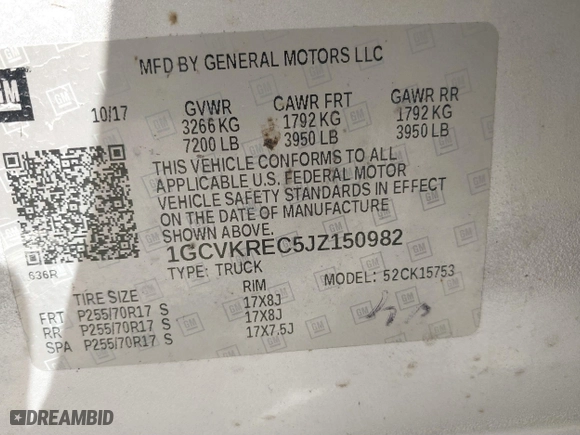 MFD BY GENERAL MOTORS LLC
GM
10/17 GVWR GAWR FRT GAWR RR
3266 KG 1792 KG 1792 KG
7200 LB 3950 LB 3950 LB
THIS VEHICLE CONFORMS TO ALL
APPLICABLE U.S. FEDERAL MOTOR
VEHICLE SAFETY STANDARDS IN EFFECT
ON THE DATE OF MANUFACTURE
SHOWN ABOVE.
636R
1GCVKREC5JZ150982
TYPE: TRUCK MODEL: 52CK15753
TIRE SIZE RIM
FRT P255/70R17 S 17X8J
RR P255/70R17 S 17X8J
SPA P255/70R17 S 17X7.5J
DREAMBID